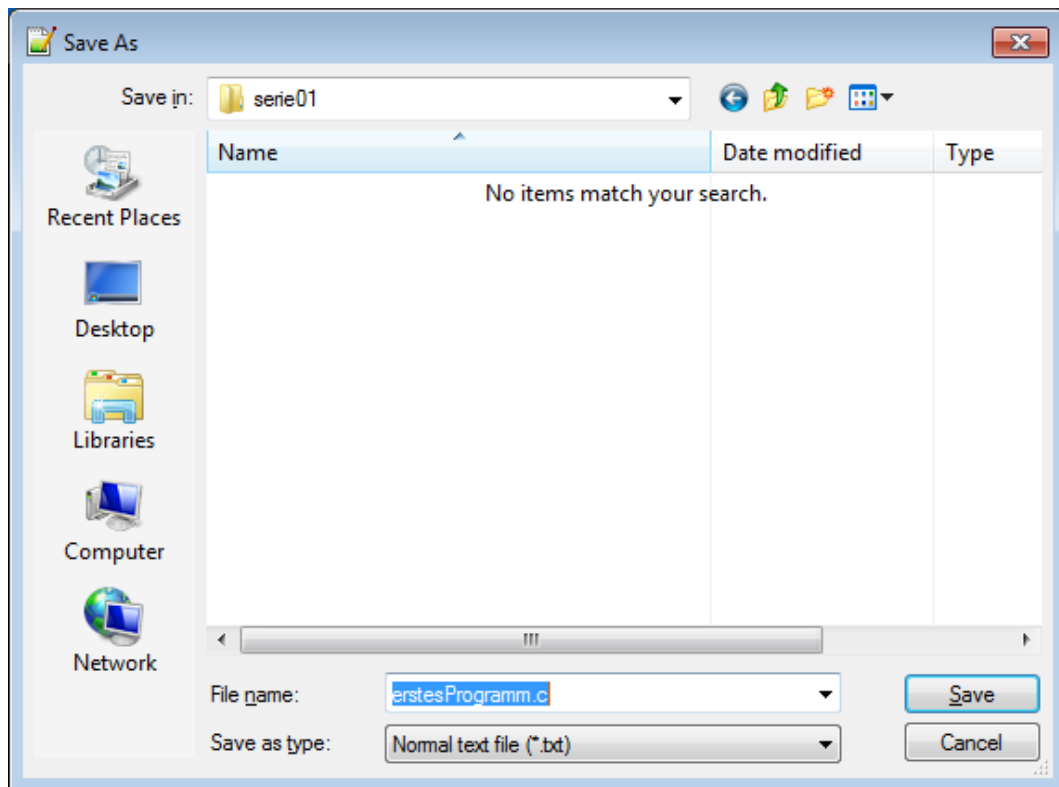 Save As
Save in: serie01
Name Date modified Type
No items match your search.
Recent Places
Desktop
Libraries
Computer
Network
File name: erstesProgramm.c Save
Save as type: Normal text file (*.txt) Cancel